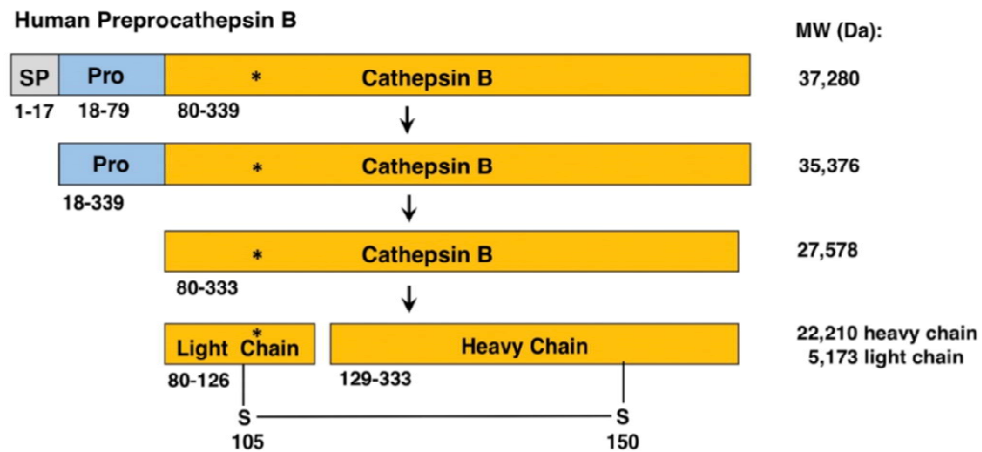 Human Preprocathepsin B
MW (Da):
SP Pro * Cathepsin B 37,280
1-17 18-79 80-339
Pro * Cathepsin B 35,376
18-339
* Cathepsin B 27,578
80-333
*
Light Chain Heavy Chain 22,210 heavy chain
5,173 light chain
80-126 129-333
S S
105 150